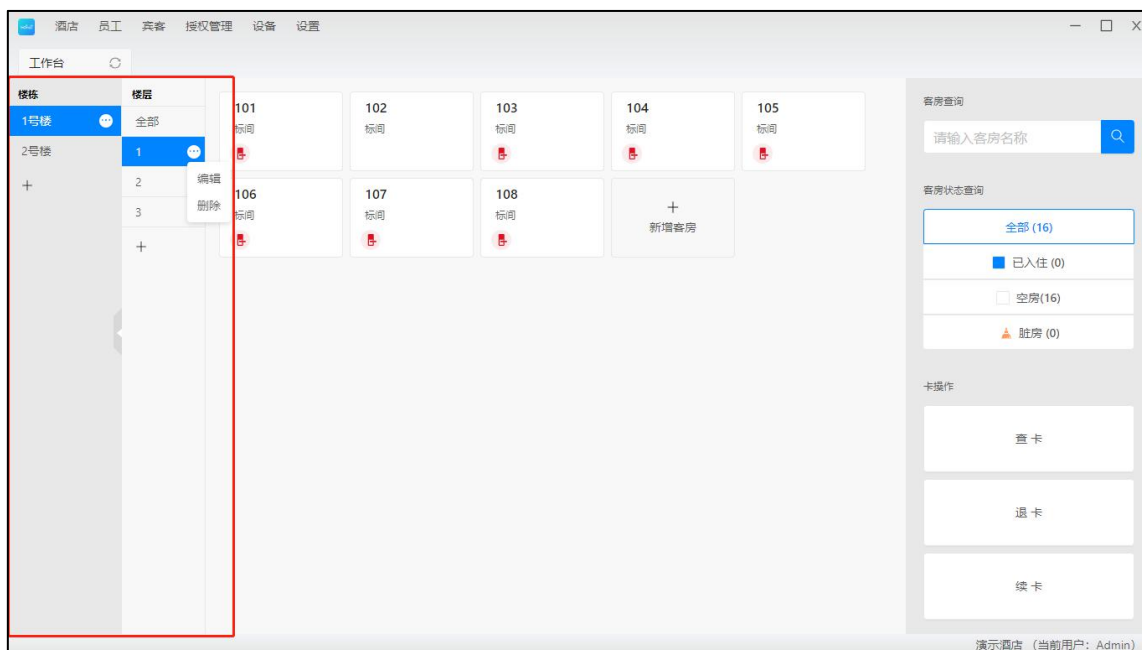 酒店 员工 宾客 授权管理 设备 设置
工作台
楼栋
1号楼
2号楼
+
楼层
全部
1
2
3
+
编辑
删除
101
标间
102
标间
103
标间
104
标间
105
标间
106
标间
107
标间
108
标间
+
新增客房
客房查询
请输入客房名称
客房状态查询
全部 (16)
已入住 (0)
空房(16)
脏房 (0)
卡操作
查卡
退卡
续卡
演示酒店 (当前用户: Admin)